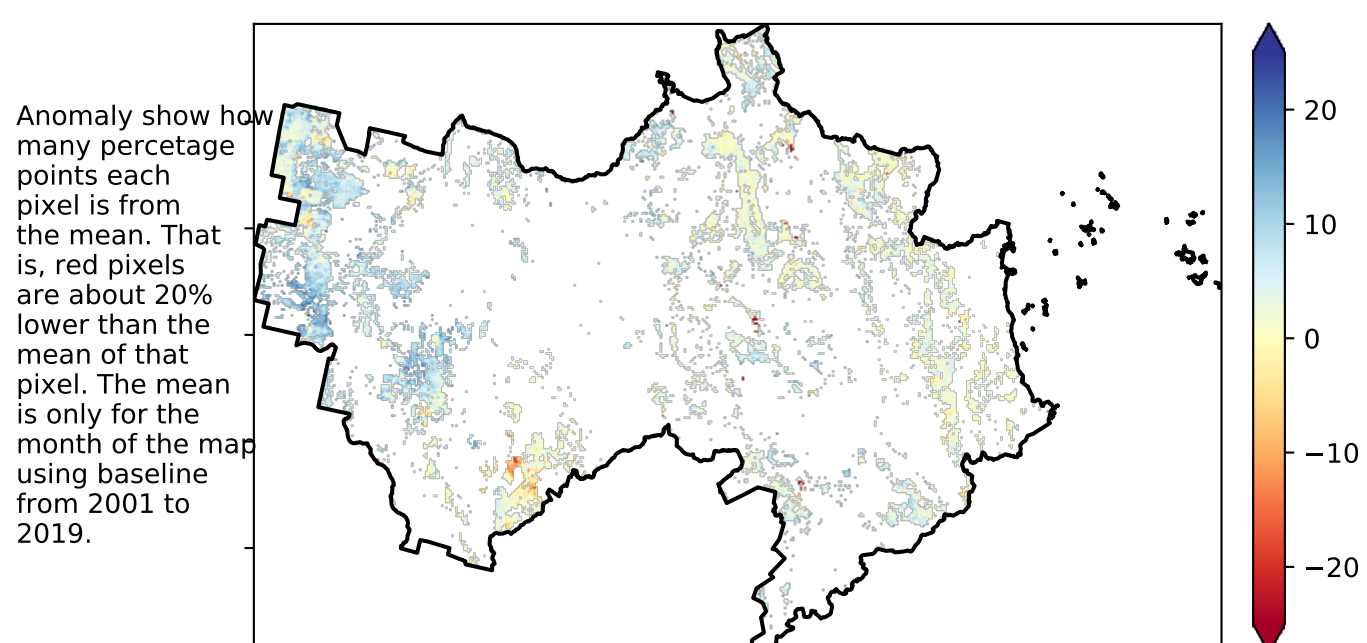 Anomaly show how
many percetage
points each
pixel is from
the mean. That
is, red pixels
are about 20%
lower than the
mean of that
pixel. The mean
is only for the
month of the map
using baseline
from 2001 to
2019.
20
10
0
−10
−20